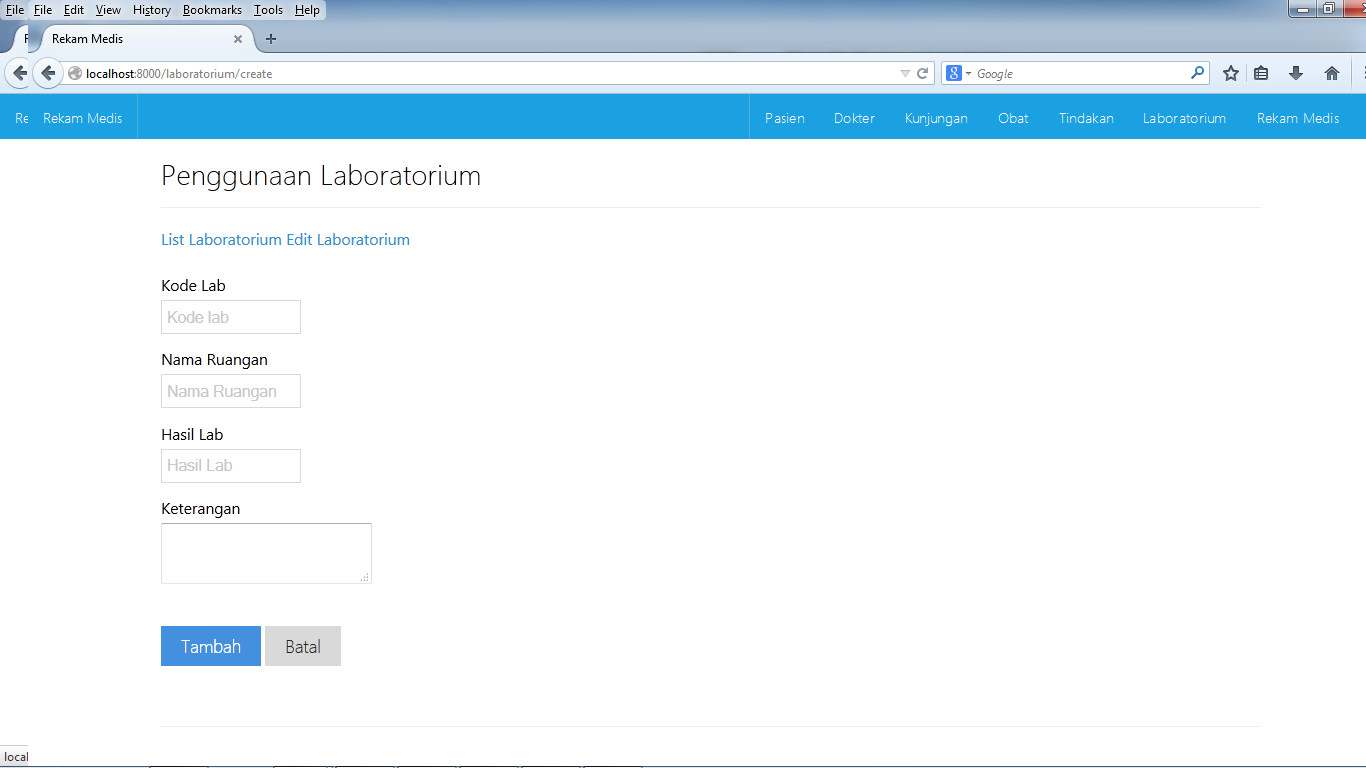 File File Edit View History Bookmarks Tools Help
Rekam Medis
localhost:8000/laboratorium/create
Google
Re Rekam Medis Pasien Dokter Kunjungan Obat Tindakan Laboratorium Rekam Medis
Penggunaan Laboratorium
List Laboratorium Edit Laboratorium
Kode Lab
Kode lab
Nama Ruangan
Nama Ruangan
Hasil Lab
Hasil Lab
Keterangan
Tambah Batal
local